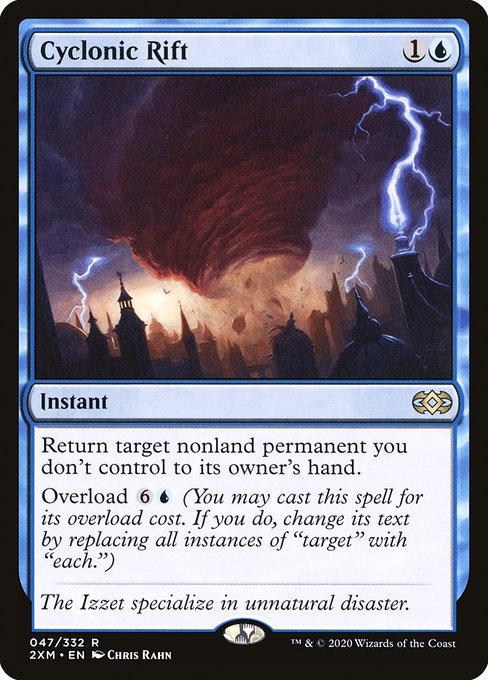 Cyclonic Rift 1
Instant
Return target nonland permanent you
don't control to its owner's hand.
Overload 6 (You may cast this spell for
its overload cost. If you do, change its text
by replacing all instances of “target” with
“each.”)
The Izzet specialize in unnatural disaster.
047/332 R
2XM • EN Chris Rahn
™ & © 2020 Wizards of the Coast